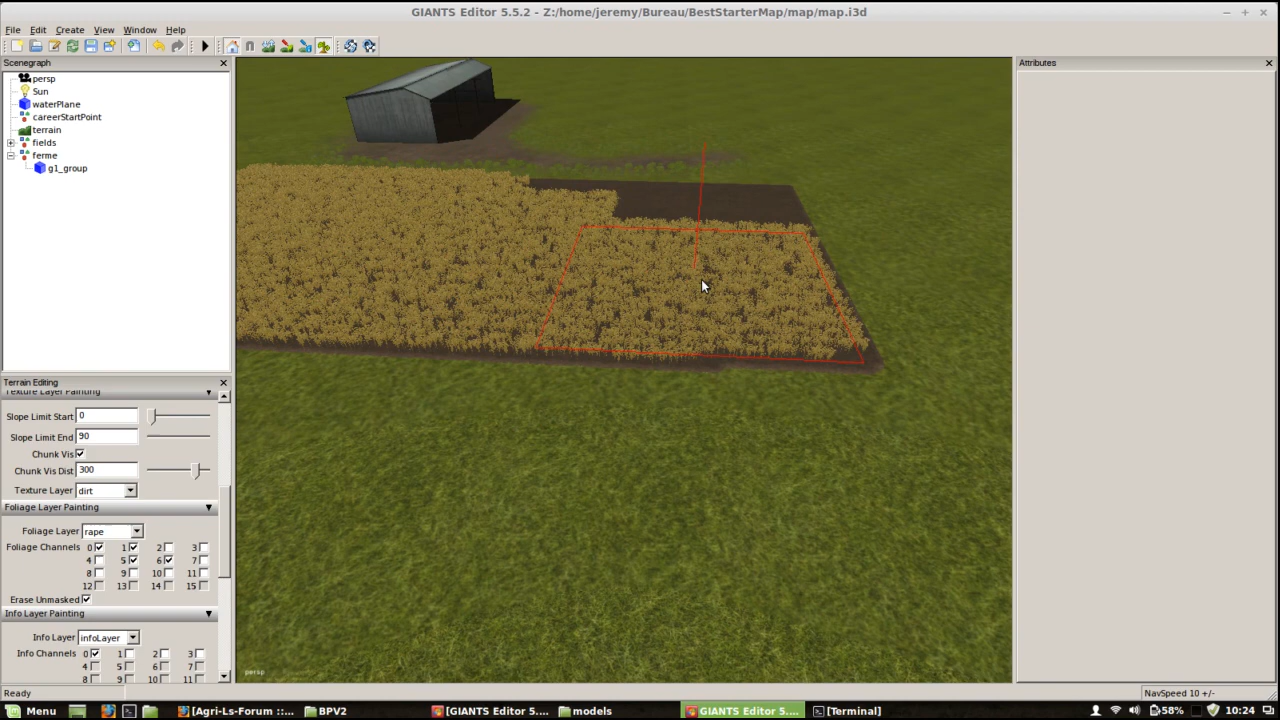 GIANTS Editor 5.5.2 - Z:/home/jeremy/Bureau/BestStarterMap/map/map.i3d
File Edit Create View Window Help
Scenegraph
persp
Sun
waterPlane
careerStartPoint
terrain
fields
ferme
g1_group
Attributes
Terrain Editing
Texture Layer Painting
Slope Limit Start 0
Slope Limit End 90
Chunk Vis
Chunk Vis Dist 300
Texture Layer dirt
Foliage Layer Painting
Foliage Layer rape
Foliage Channels 0 1 2 3
4 5 6 7
8 9 10 11
12 13 14 15
Erase Unmasked
Info Layer Painting
Info Layer infoLayer
Info Channels 0 1 2 3
4 5 6 7
8 9 10 11
persp
Ready
NavSpeed 10 +/-
Menu
[Agri-Ls-Forum ::...
BPV2
[GIANTS Editor 5....
models
GIANTS Editor 5....
[Terminal]
58%
10:24